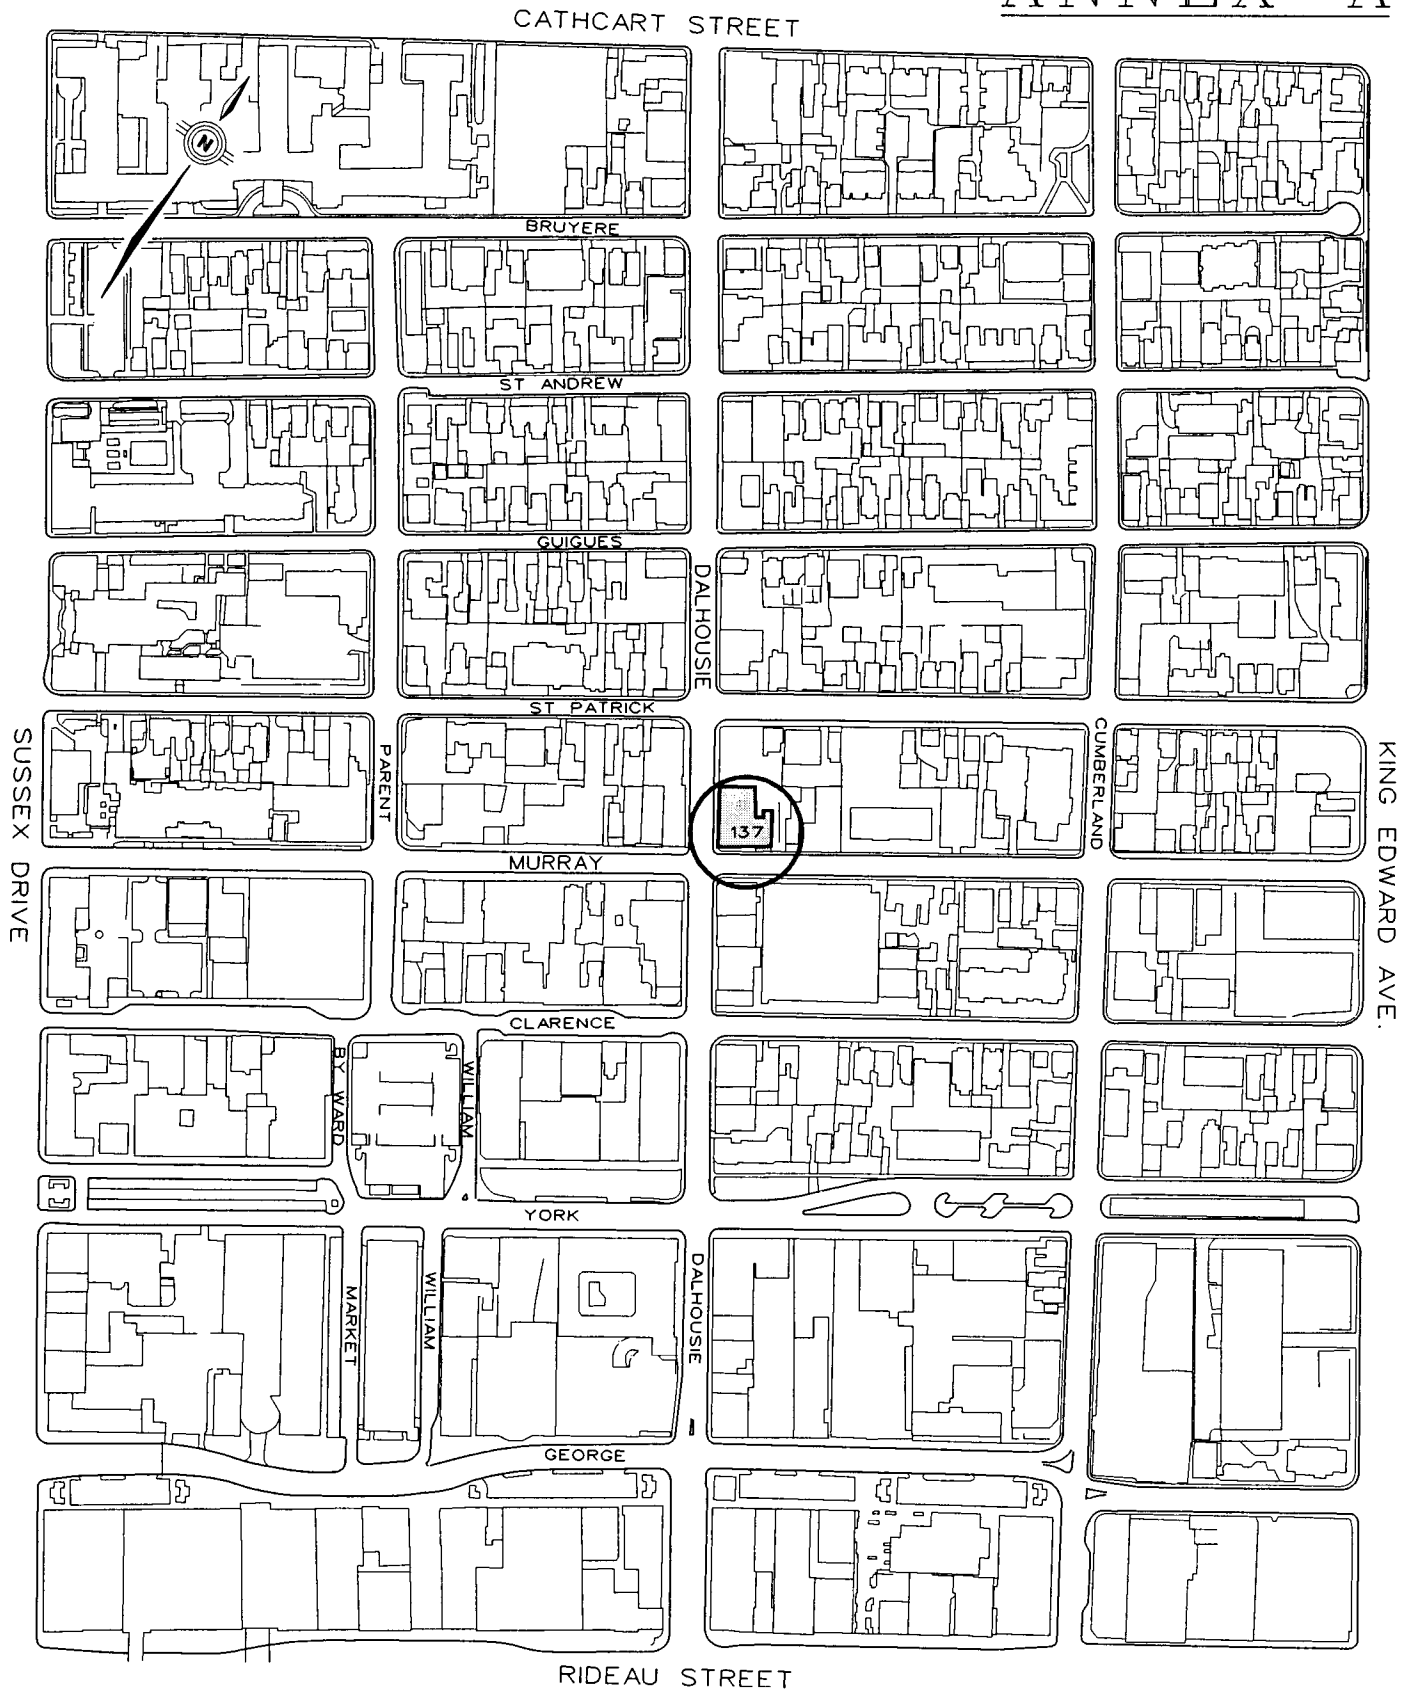 ANNEX A
CATHCART STREET
N
BRUYERE
ST ANDREW
GUIGUES
DALHOUSIE
ST PATRICK
SUSSEX DRIVE
PARENT
CUMBERLAND
KING EDWARD AVE.
137
MURRAY
CLARENCE
BY WARD
WILLIAM
YORK
MARKET
WILLIAM
DALHOUSIE
GEORGE
RIDEAU STREET